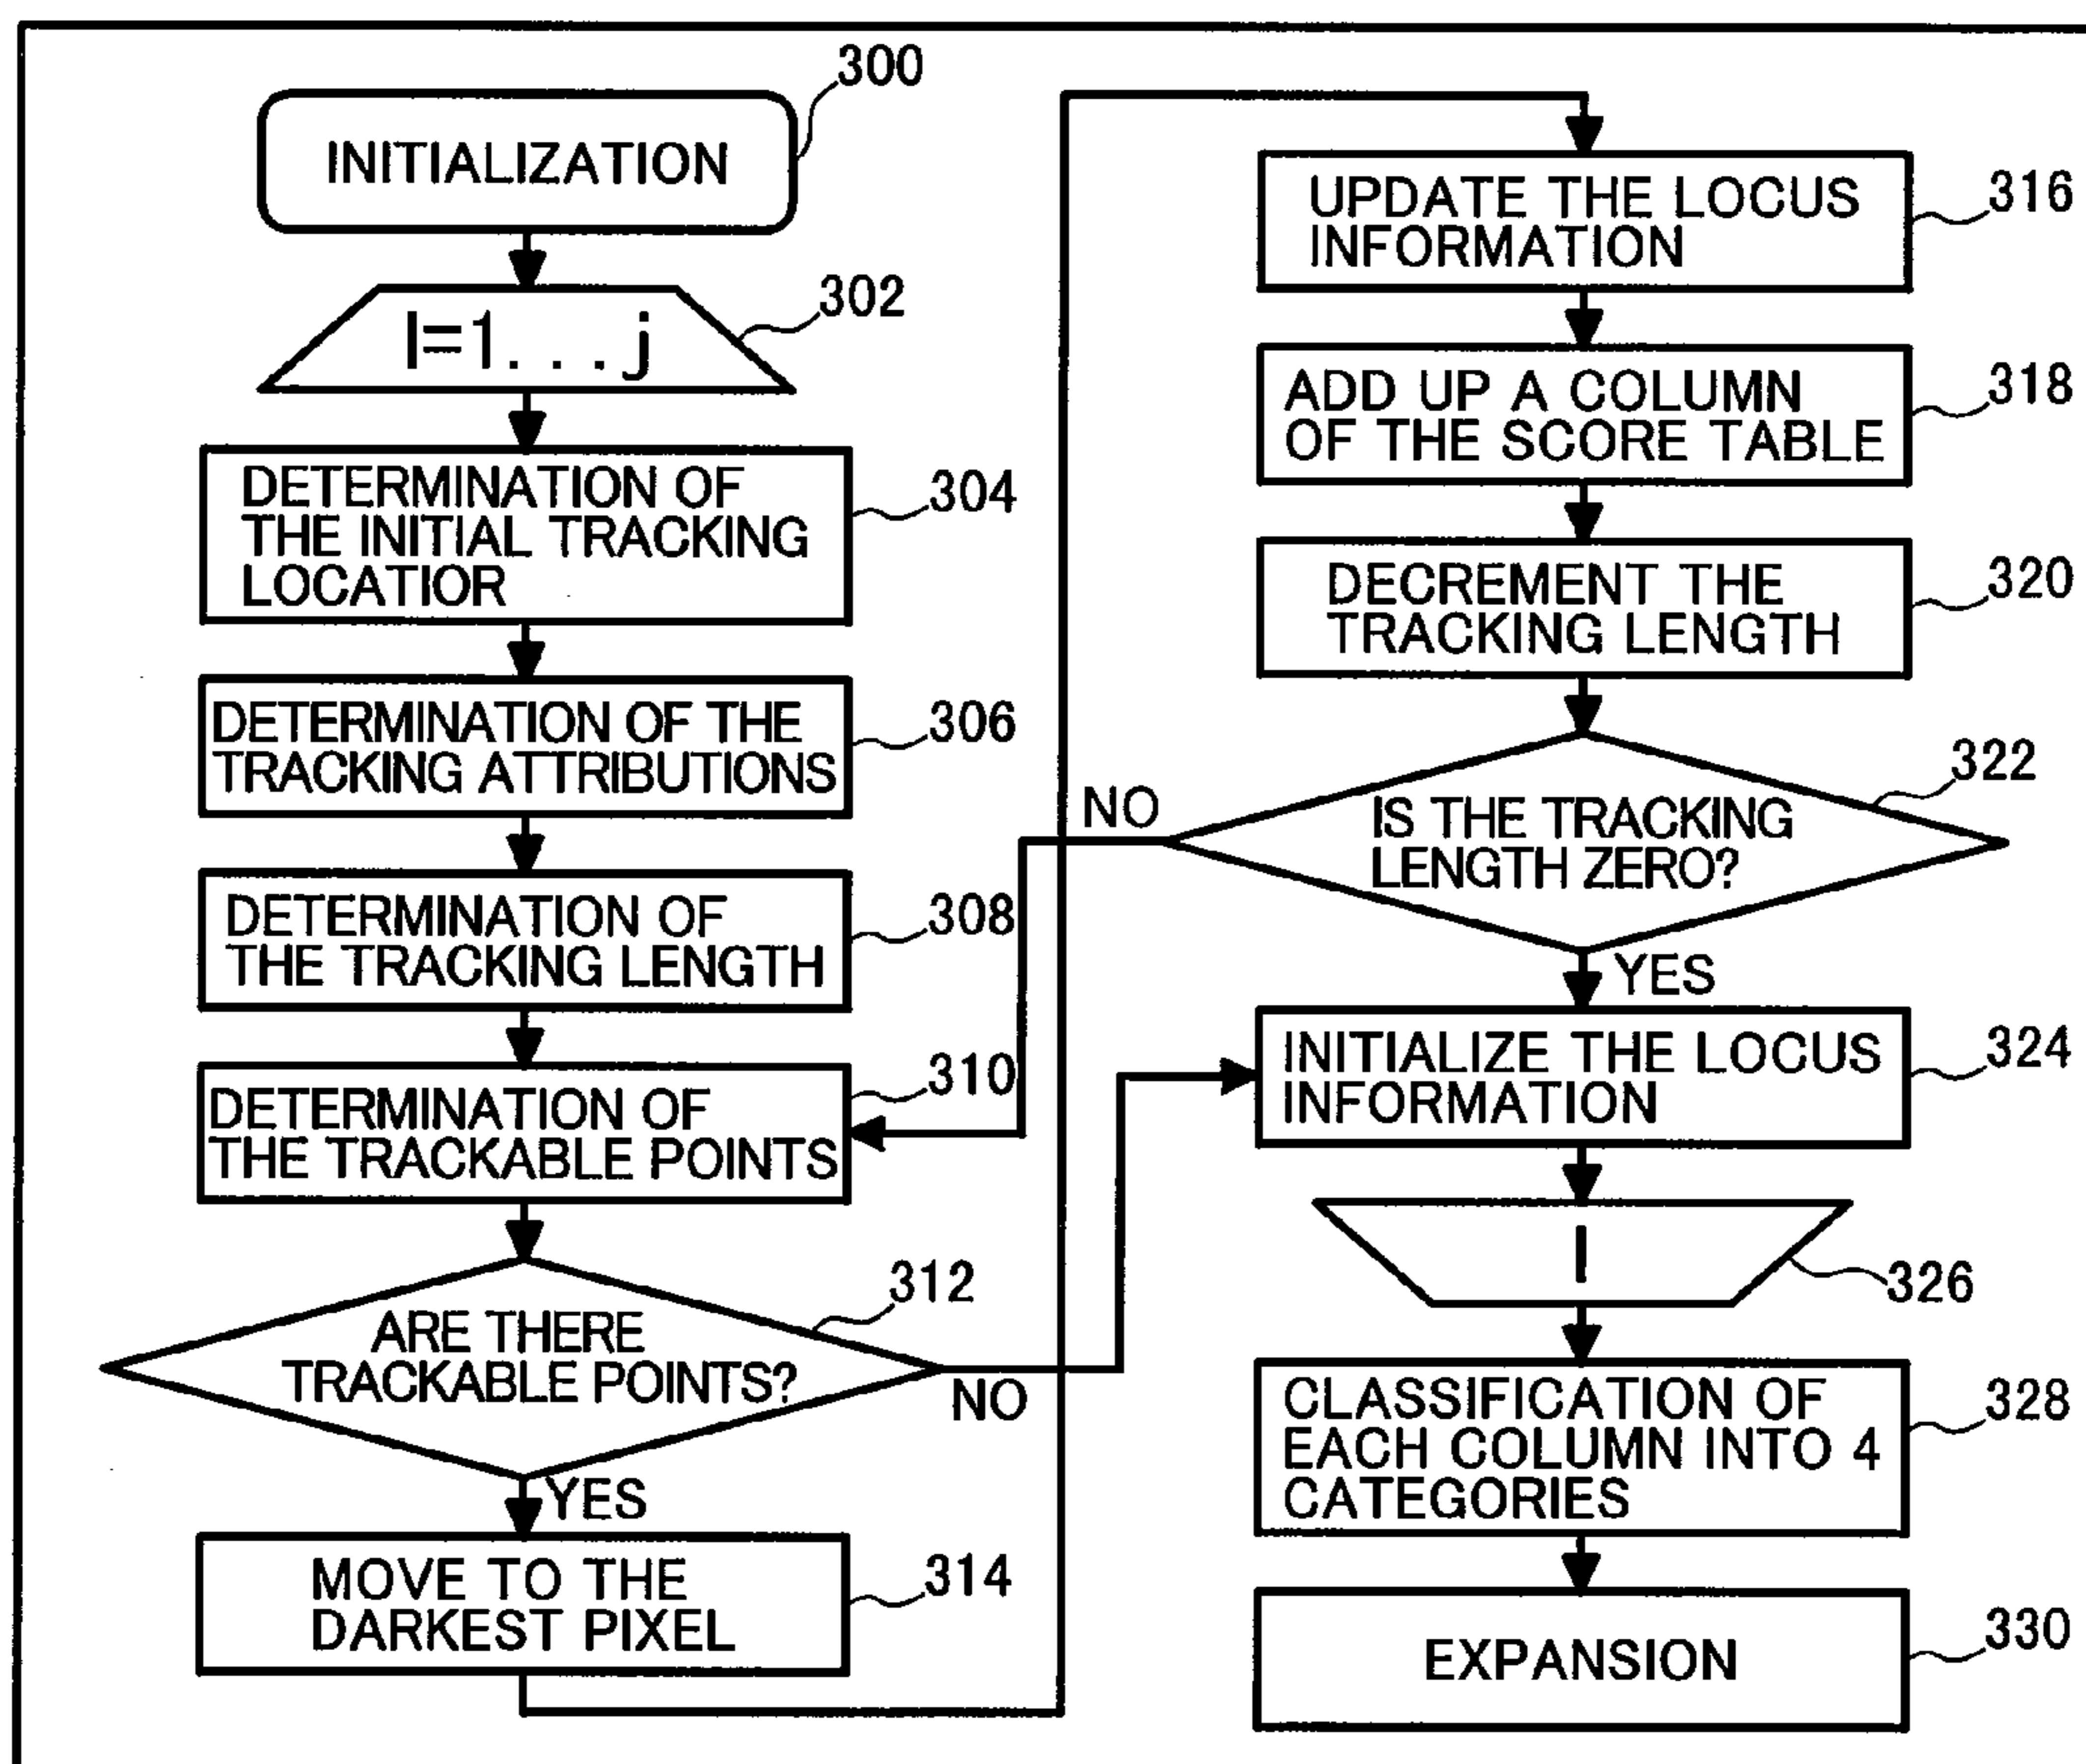 INITIALIZATION
300
I=1. . . j
302
DETERMINATION OF
THE INITIAL TRACKING
LOCATIOR
304
DETERMINATION OF THE
TRACKING ATTRIBUTIONS
306
DETERMINATION OF
THE TRACKING LENGTH
308
DETERMINATION OF
THE TRACKABLE POINTS
310
ARE THERE
TRACKABLE POINTS?
312
NO
YES
MOVE TO THE
DARKEST PIXEL
314
UPDATE THE LOCUS
INFORMATION
316
ADD UP A COLUMN
OF THE SCORE TABLE
318
DECREMENT THE
TRACKING LENGTH
320
IS THE TRACKING
LENGTH ZERO?
322
NO
YES
INITIALIZE THE LOCUS
INFORMATION
324
I
326
CLASSIFICATION OF
EACH COLUMN INTO 4
CATEGORIES
328
EXPANSION
330